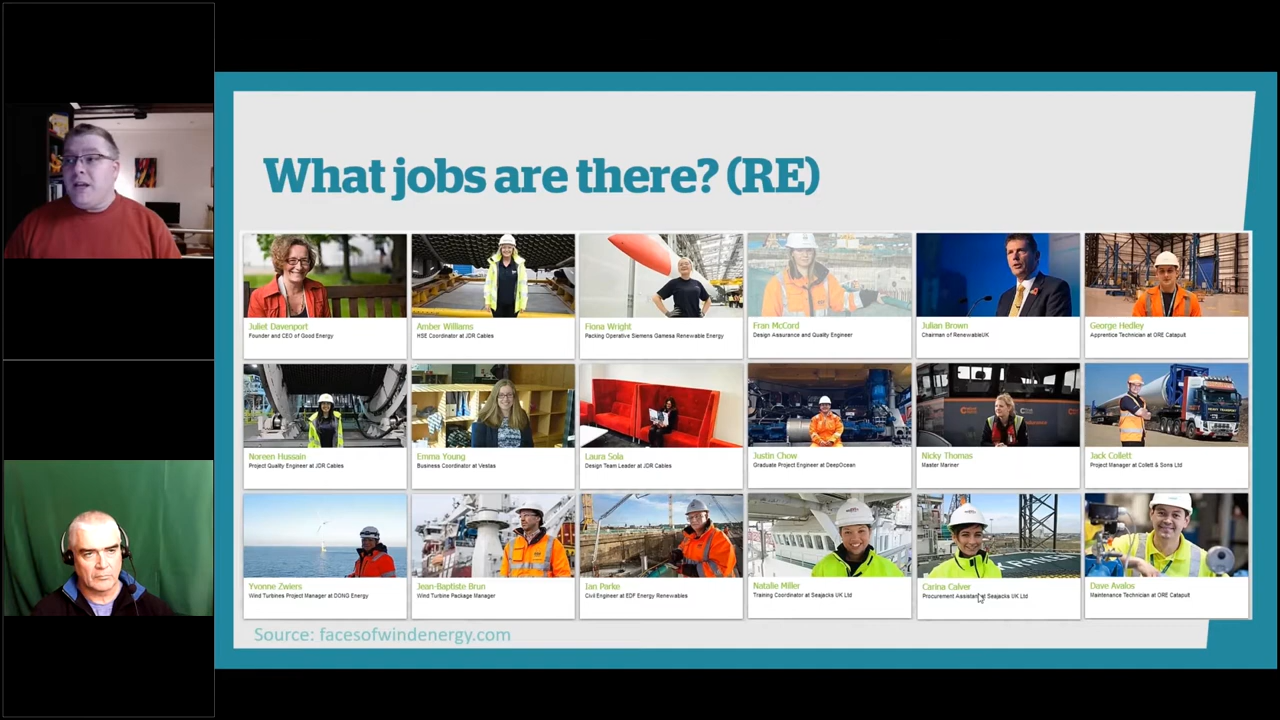 What jobs are there? (RE)
Juliet Davenport
Founder and CEO of Good Energy
Amber Williams
HSE Coordinator at JDR Cables
Fiona Wright
Packing Operative Siemens Gamesa Renewable Energy
Fran McCord
Design Assurance and Quality Engineer
Julian Brown
Chairman of RenewableUK
George Hedley
Apprentice Technician at ORE Catapult
Noreen Hussain
Project Quality Engineer at JDR Cables
Emma Young
Business Coordinator at Vestas
Laura Sola
Design Team Leader at JDR Cables
Justin Chow
Graduate Project Engineer at DeepOcean
Nicky Thomas
Master Mariner
Jack Collett
Project Manager at Collett & Sons Ltd
Yvonne Zwiers
Wind Turbines Project Manager at DONG Energy
Jean-Baptiste Brun
Wind Turbine Package Manager
Ian Parke
Civil Engineer at EDF Energy Renewables
Natalie Miller
Training Coordinator at Seajacks UK Ltd
Carina Calver
Procurement Assistant at Seajacks UK Ltd
Dave Avalos
Maintenance Technician at ORE Catapult
Source: facesofwindenergy.com